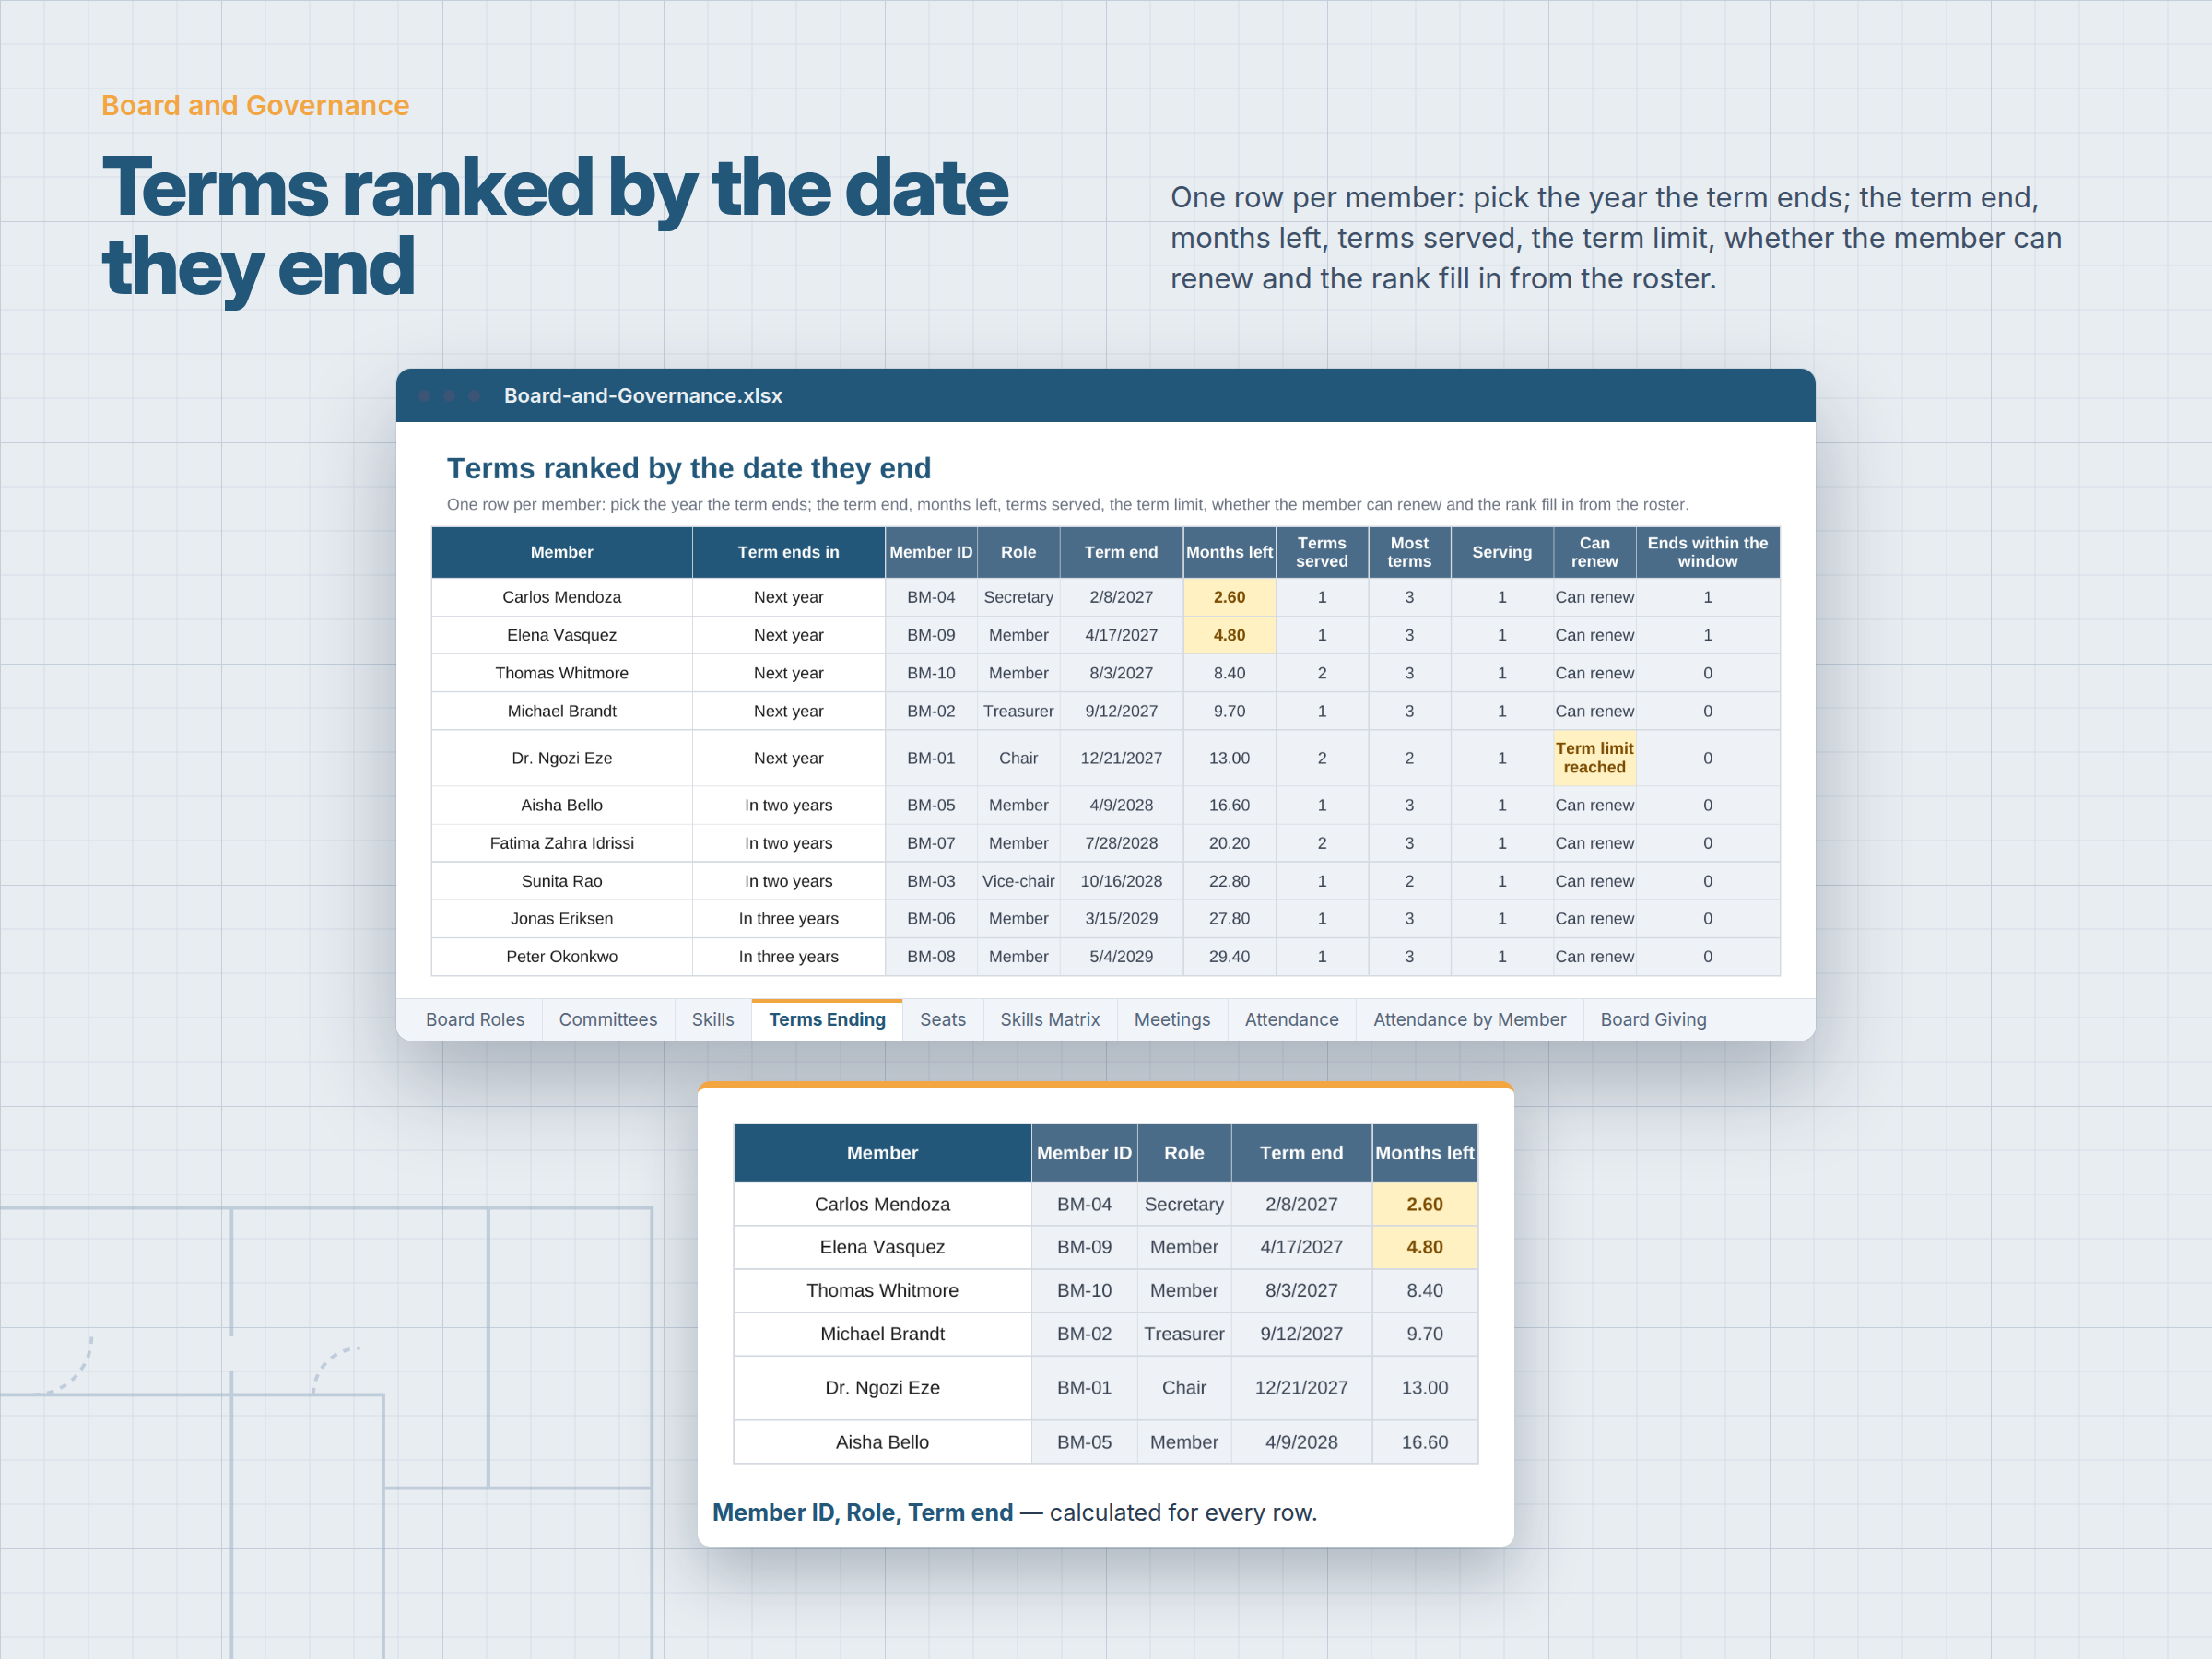 Board and Governance
Terms ranked by the date
they end
One row per member: pick the year the term ends; the term end,
months left, terms served, the term limit, whether the member can
renew and the rank fill in from the roster.
Board-and-Governance.xlsx
Terms ranked by the date they end
One row per member: pick the year the term ends; the term end, months left, terms served, the term limit, whether the member can renew and the rank fill in from the roster.
Member Term ends in Member ID Role Term end Months left Terms served Most terms Serving Can renew Ends within the window
Carlos Mendoza Next year BM-04 Secretary 2/8/2027 2.60 1 3 1 Can renew 1
Elena Vasquez Next year BM-09 Member 4/17/2027 4.80 1 3 1 Can renew 1
Thomas Whitmore Next year BM-10 Member 8/3/2027 8.40 2 3 1 Can renew 0
Michael Brandt Next year BM-02 Treasurer 9/12/2027 9.70 1 3 1 Can renew 0
Dr. Ngozi Eze Next year BM-01 Chair 12/21/2027 13.00 2 2 1 Term limit reached 0
Aisha Bello In two years BM-05 Member 4/9/2028 16.60 1 3 1 Can renew 0
Fatima Zahra Idrissi In two years BM-07 Member 7/28/2028 20.20 2 3 1 Can renew 0
Sunita Rao In two years BM-03 Vice-chair 10/16/2028 22.80 1 2 1 Can renew 0
Jonas Eriksen In three years BM-06 Member 3/15/2029 27.80 1 3 1 Can renew 0
Peter Okonkwo In three years BM-08 Member 5/4/2029 29.40 1 3 1 Can renew 0
Board Roles Committees Skills Terms Ending Seats Skills Matrix Meetings Attendance Attendance by Member Board Giving
Member Member ID Role Term end Months left
Carlos Mendoza BM-04 Secretary 2/8/2027 2.60
Elena Vasquez BM-09 Member 4/17/2027 4.80
Thomas Whitmore BM-10 Member 8/3/2027 8.40
Michael Brandt BM-02 Treasurer 9/12/2027 9.70
Dr. Ngozi Eze BM-01 Chair 12/21/2027 13.00
Aisha Bello BM-05 Member 4/9/2028 16.60
Member ID, Role, Term end — calculated for every row.